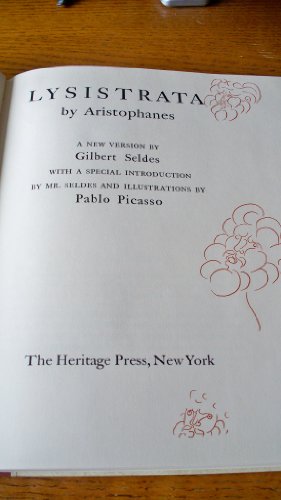 LYSISTRATA
by Aristophanes
A NEW VERSION BY
Gilbert Seldes
WITH A SPECIAL INTRODUCTION
BY MR. SELDES AND ILLUSTRATIONS BY
Pablo Picasso
The Heritage Press, New York